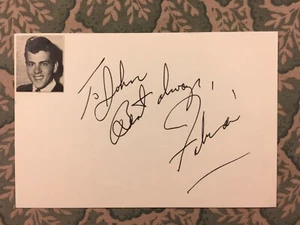 To John
Best always,
Fabian